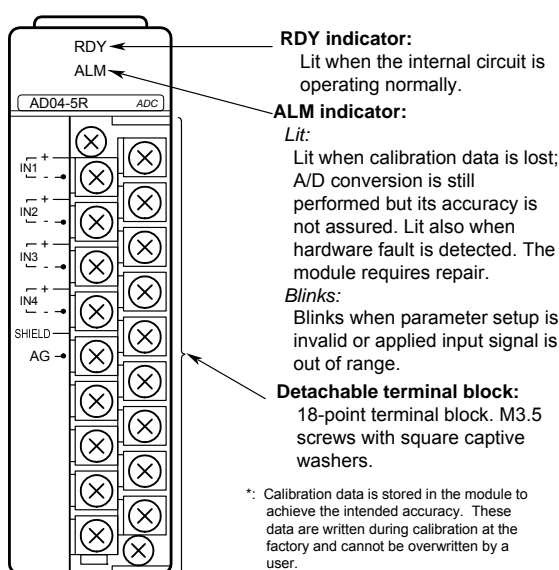 RDY
ALM
AD04-5R ADC
IN1 + -
IN2 + -
IN3 + -
IN4 + -
SHIELD
AG
RDY indicator:
Lit when the internal circuit is
operating normally.
ALM indicator:
Lit:
Lit when calibration data is lost;
A/D conversion is still
performed but its accuracy is
not assured. Lit also when
hardware fault is detected. The
module requires repair.
Blinks:
Blinks when parameter setup is
invalid or applied input signal is
out of range.
Detachable terminal block:
18-point terminal block. M3.5
screws with square captive
washers.
*: Calibration data is stored in the module to
achieve the intended accuracy. These
data are written during calibration at the
factory and cannot be overwritten by a
user.